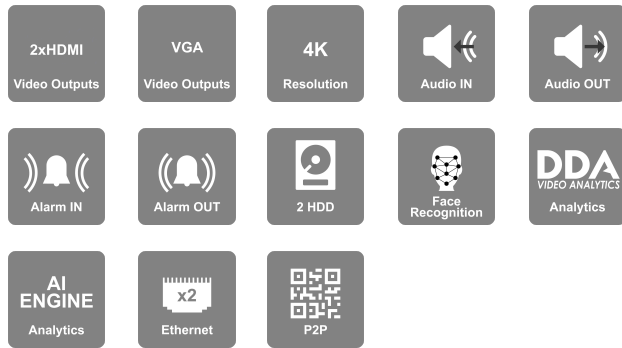 2xHDMI
Video Outputs
VGA
Video Outputs
4K
Resolution
Audio IN
Audio OUT
Alarm IN
Alarm OUT
2 HDD
Face
Recognition
DDA
VIDEO ANALYTICS
Analytics
AI
ENGINE
Analytics
x2
Ethernet
P2P